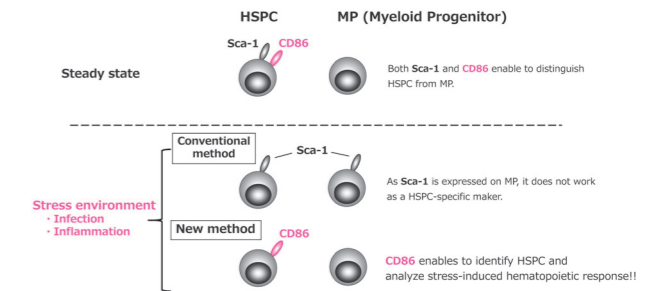 HSPC
MP (Myeloid Progenitor)
Sca-1
CD86
Steady state
Both Sca-1 and CD86 enable to distinguish
HSPC from MP.
Conventional
method
Sca-1
As Sca-1 is expressed on MP, it does not work
as a HSPC-specific maker.
Stress environment
・Infection
・Inflammation
New method
CD86
CD86 enables to identify HSPC and
analyze stress-induced hematopoietic response!!